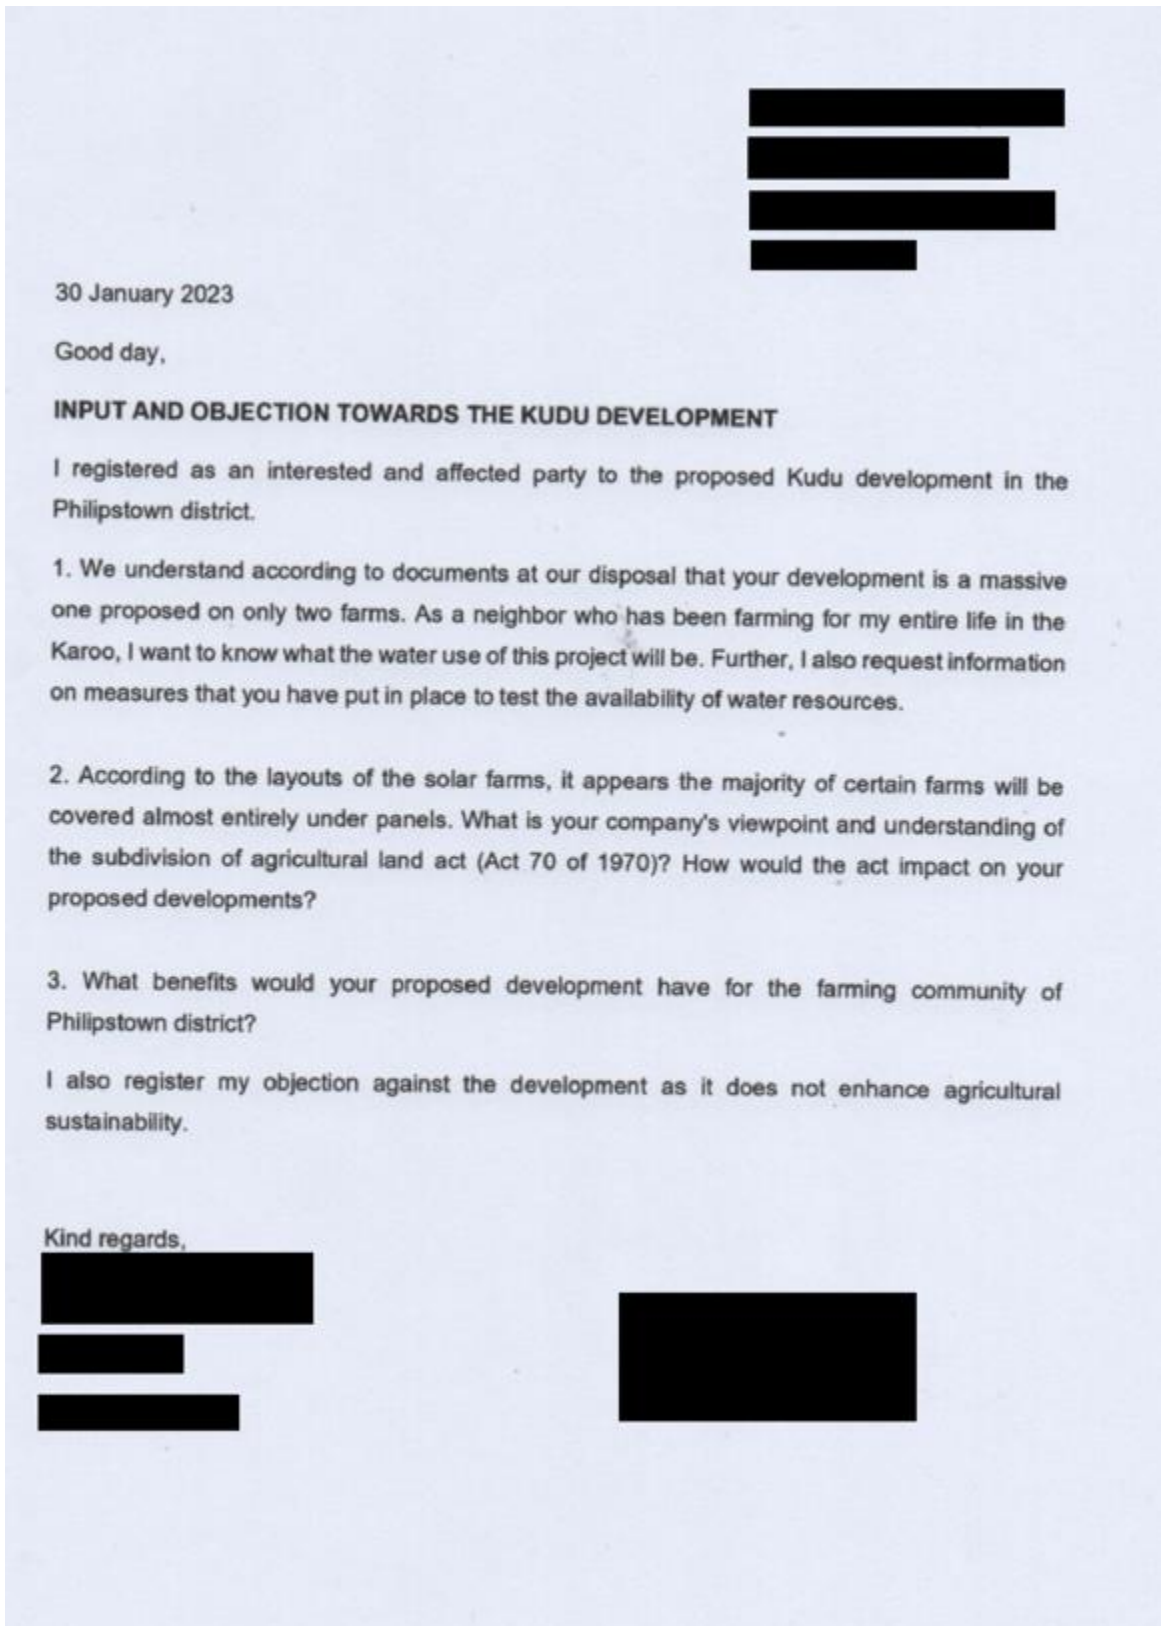 30 January 2023
Good day,
INPUT AND OBJECTION TOWARDS THE KUDU DEVELOPMENT
I registered as an interested and affected party to the proposed Kudu development in the
Philipstown district.
1. We understand according to documents at our disposal that your development is a massive
one proposed on only two farms. As a neighbor who has been farming for my entire life in the
Karoo, I want to know what the water use of this project will be. Further, I also request information
on measures that you have put in place to test the availability of water resources.
2. According to the layouts of the solar farms, it appears the majority of certain farms will be
covered almost entirely under panels. What is your company's viewpoint and understanding of
the subdivision of agricultural land act (Act 70 of 1970)? How would the act impact on your
proposed developments?
3. What benefits would your proposed development have for the farming community of
Philipstown district?
I also register my objection against the development as it does not enhance agricultural
sustainability.
Kind regards,